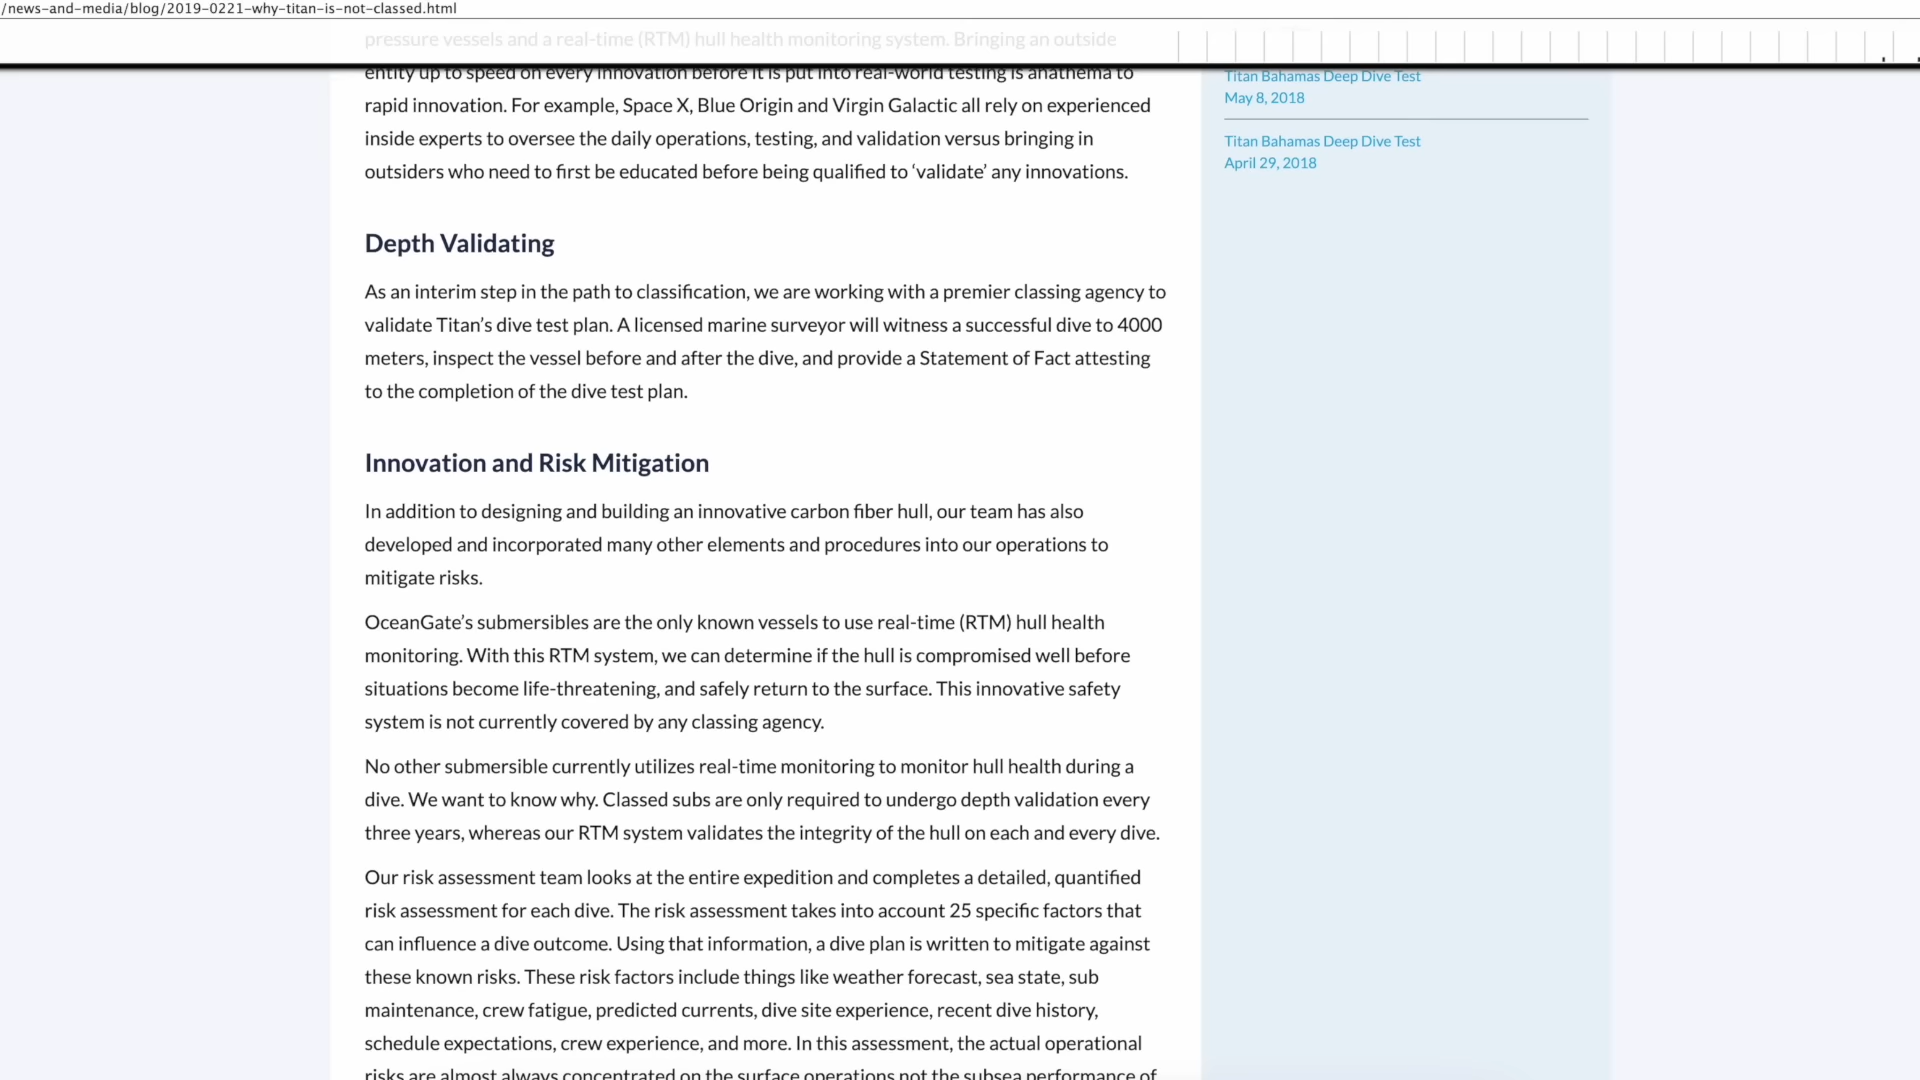 /news-and-media/blog/2019-0221-why-titan-is-not-classed.html
pressure vessels and a real-time (RTM) hull health monitoring system. Bringing an outside
entity up to speed on every innovation before it is put into real-world testing is anathema to
rapid innovation. For example, Space X, Blue Origin and Virgin Galactic all rely on experienced
inside experts to oversee the daily operations, testing, and validation versus bringing in
outsiders who need to first be educated before being qualified to ‘validate’ any innovations.
Depth Validating
As an interim step in the path to classification, we are working with a premier classing agency to
validate Titan’s dive test plan. A licensed marine surveyor will witness a successful dive to 4000
meters, inspect the vessel before and after the dive, and provide a Statement of Fact attesting
to the completion of the dive test plan.
Innovation and Risk Mitigation
In addition to designing and building an innovative carbon fiber hull, our team has also
developed and incorporated many other elements and procedures into our operations to
mitigate risks.
OceanGate’s submersibles are the only known vessels to use real-time (RTM) hull health
monitoring. With this RTM system, we can determine if the hull is compromised well before
situations become life-threatening, and safely return to the surface. This innovative safety
system is not currently covered by any classing agency.
No other submersible currently utilizes real-time monitoring to monitor hull health during a
dive. We want to know why. Classed subs are only required to undergo depth validation every
three years, whereas our RTM system validates the integrity of the hull on each and every dive.
Our risk assessment team looks at the entire expedition and completes a detailed, quantified
risk assessment for each dive. The risk assessment takes into account 25 specific factors that
can influence a dive outcome. Using that information, a dive plan is written to mitigate against
these known risks. These risk factors include things like weather forecast, sea state, sub
maintenance, crew fatigue, predicted currents, dive site experience, recent dive history,
schedule expectations, crew experience, and more. In this assessment, the actual operational
risks are almost always concentrated on the surface operations not the subsea performance of
Titan Bahamas Deep Dive Test
May 8, 2018
Titan Bahamas Deep Dive Test
April 29, 2018